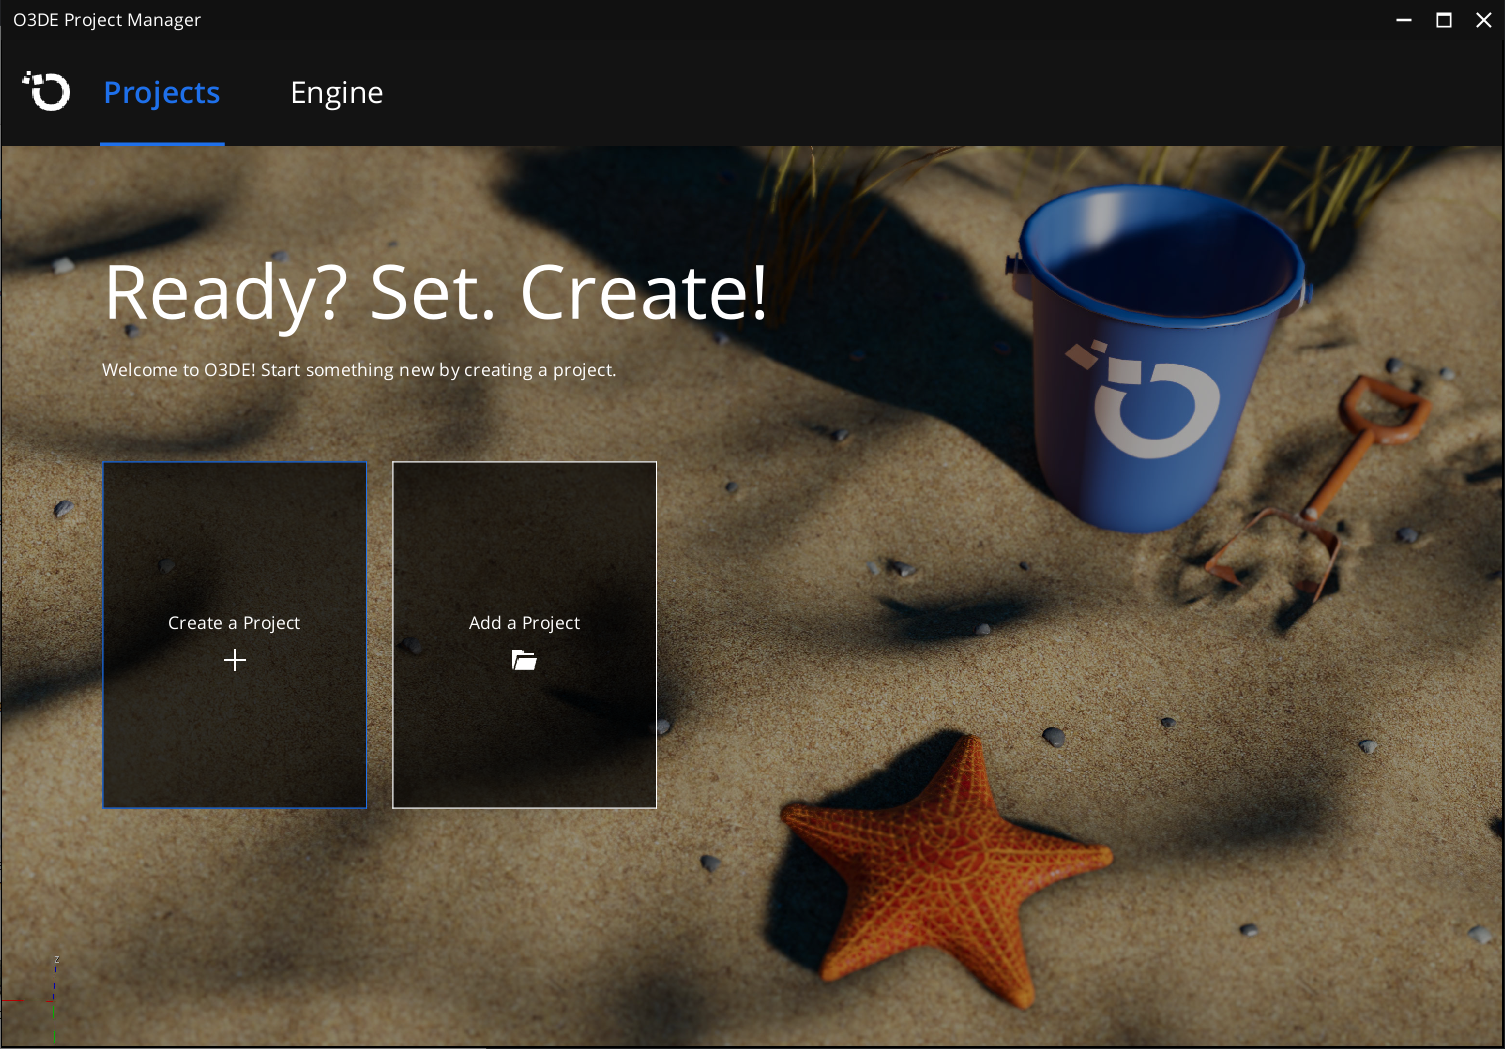 O3DE Project Manager
Projects
Engine
Ready? Set. Create!
Welcome to O3DE! Start something new by creating a project.
Create a Project
Add a Project
z